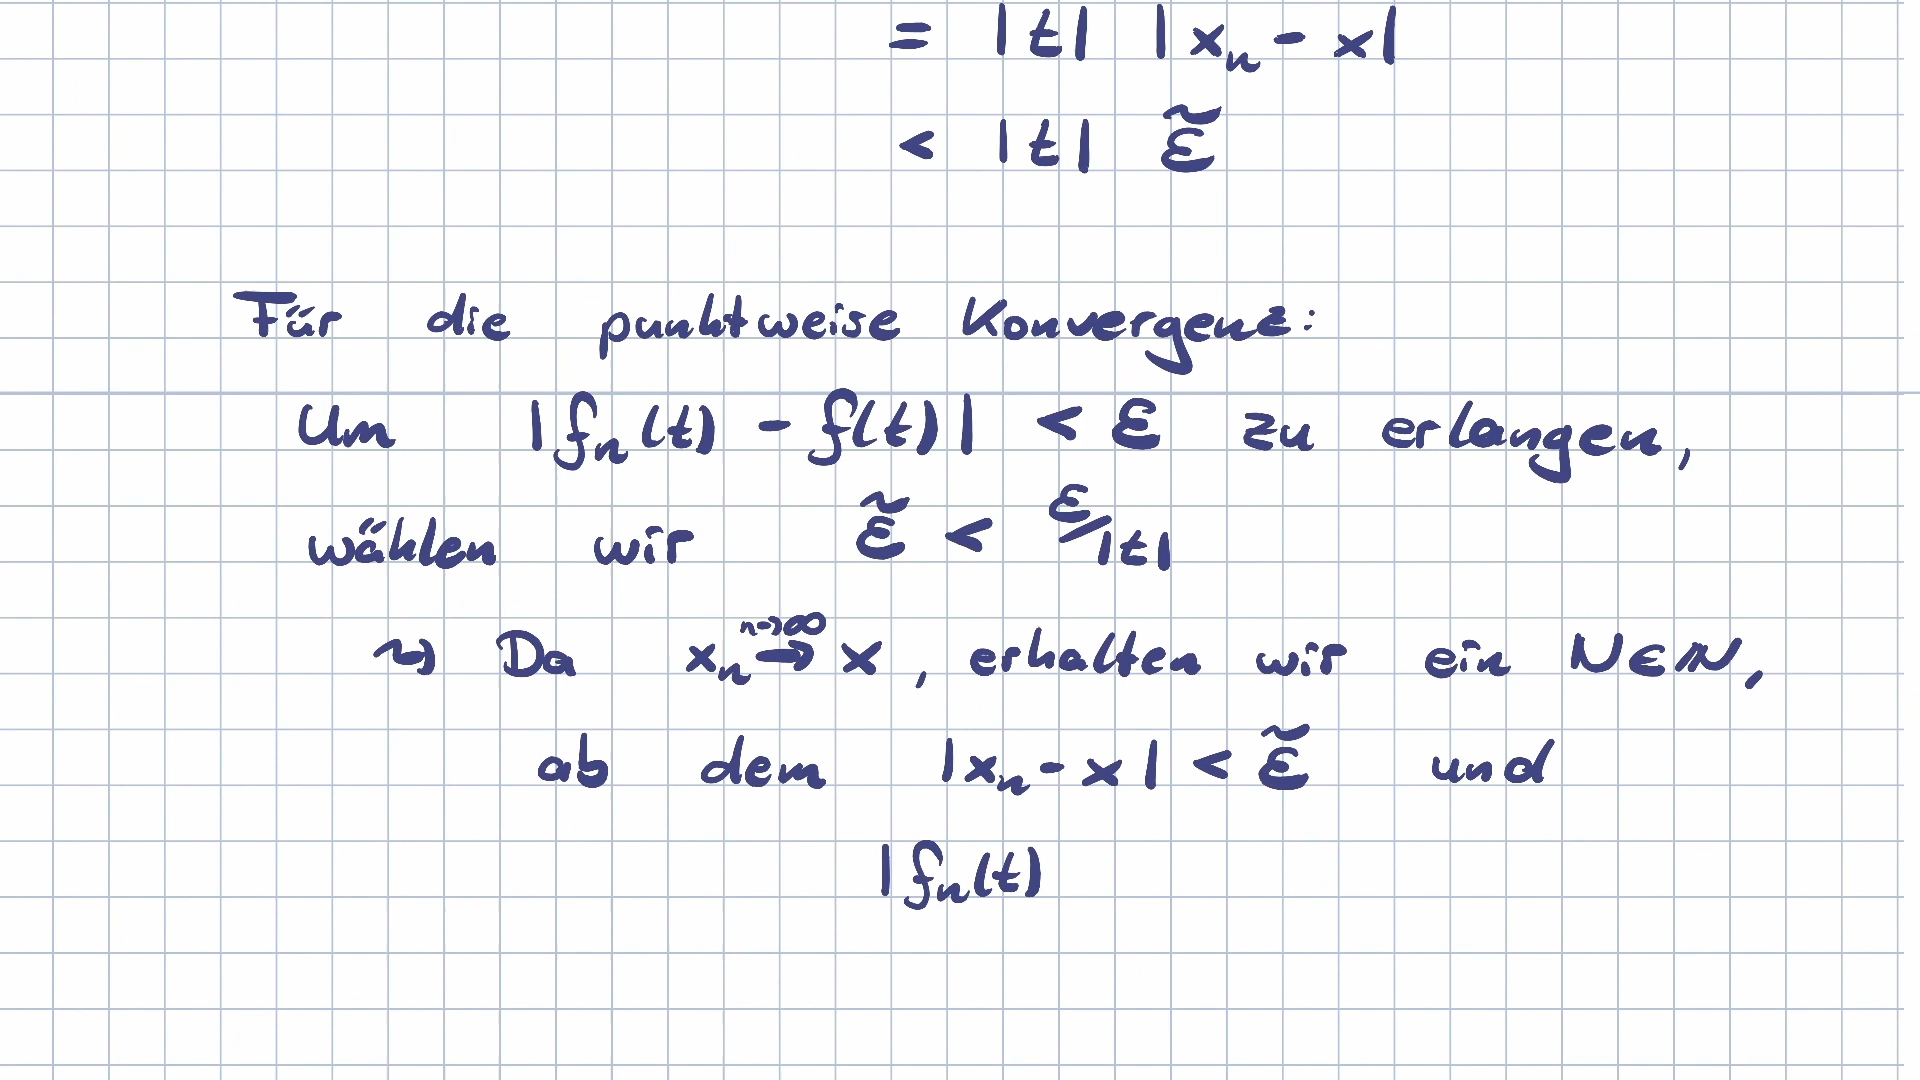 = |t| |xₙ - x|
< |t| ε̃
Für die punktweise Konvergenz:
Um |fₙ(t) - f(t)| < ε zu erlangen,
wählen wir ε̃ < ε/|t|
⇝ Da xₙ →(n→∞) x, erhalten wir ein N ∈ ℕ,
ab dem |xₙ - x| < ε̃ und
|fₙ(t)